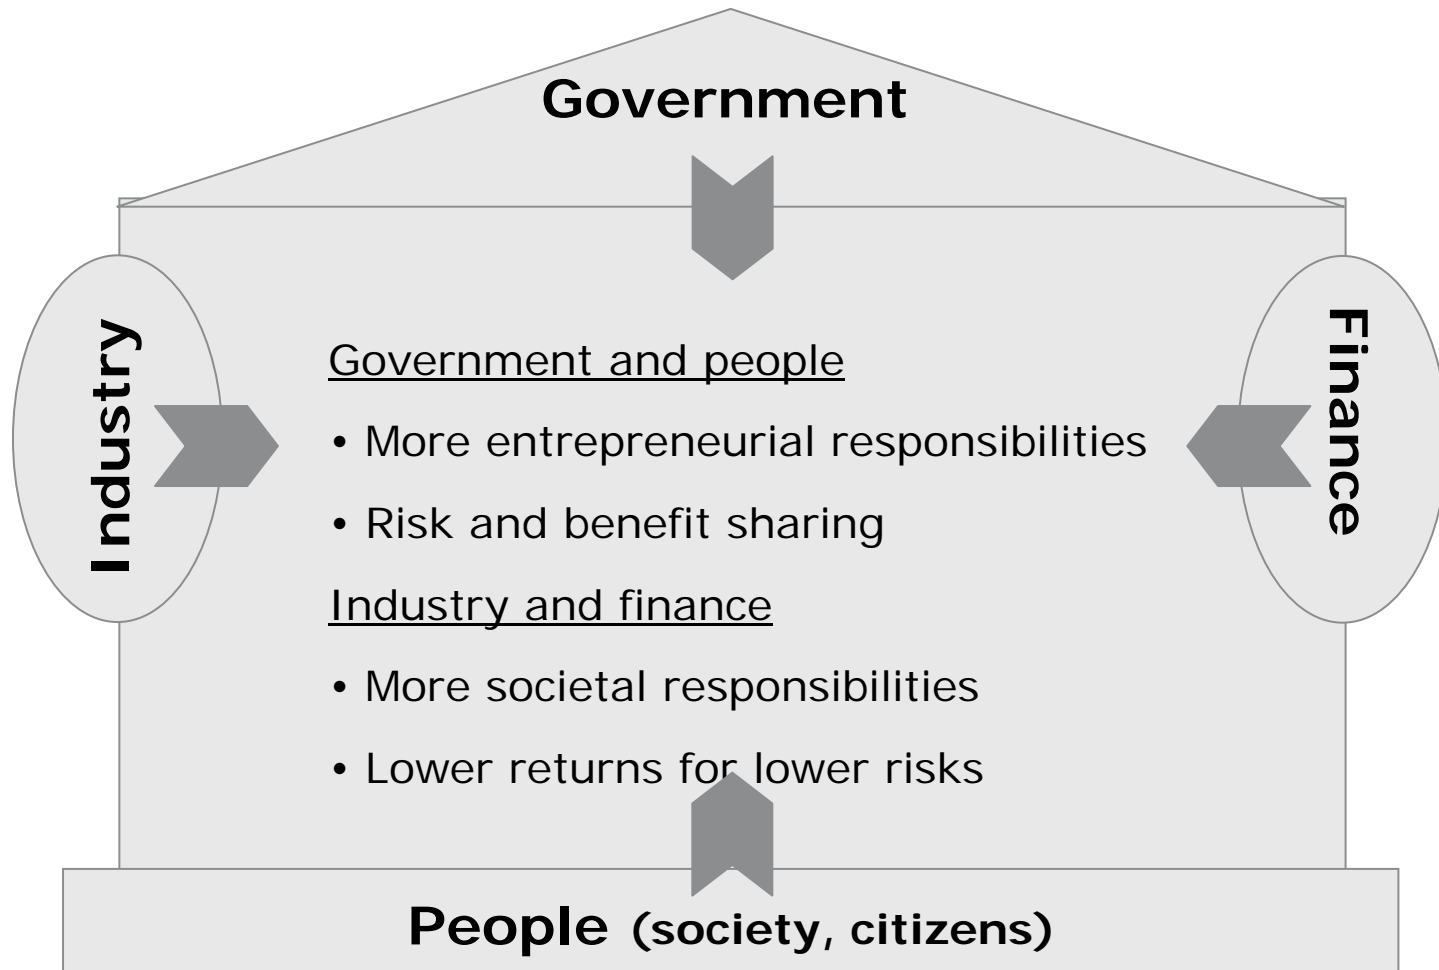 Government
Industry
Finance
Government and people
• More entrepreneurial responsibilities
• Risk and benefit sharing
Industry and finance
• More societal responsibilities
• Lower returns for lower risks
People (society, citizens)